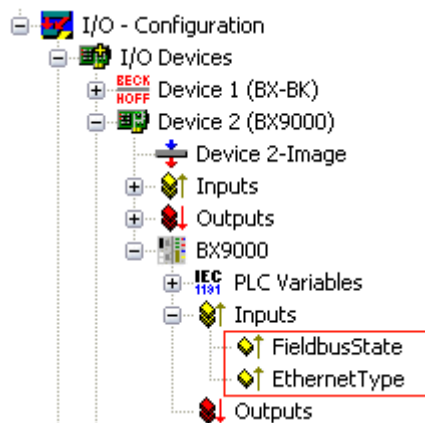 I/O - Configuration
I/O Devices
BECK
HOFF
Device 1 (BX-BK)
Device 2 (BX9000)
Device 2-Image
Inputs
Outputs
BX9000
IEC
1131
PLC Variables
Inputs
FieldbusState
EthernetType
Outputs